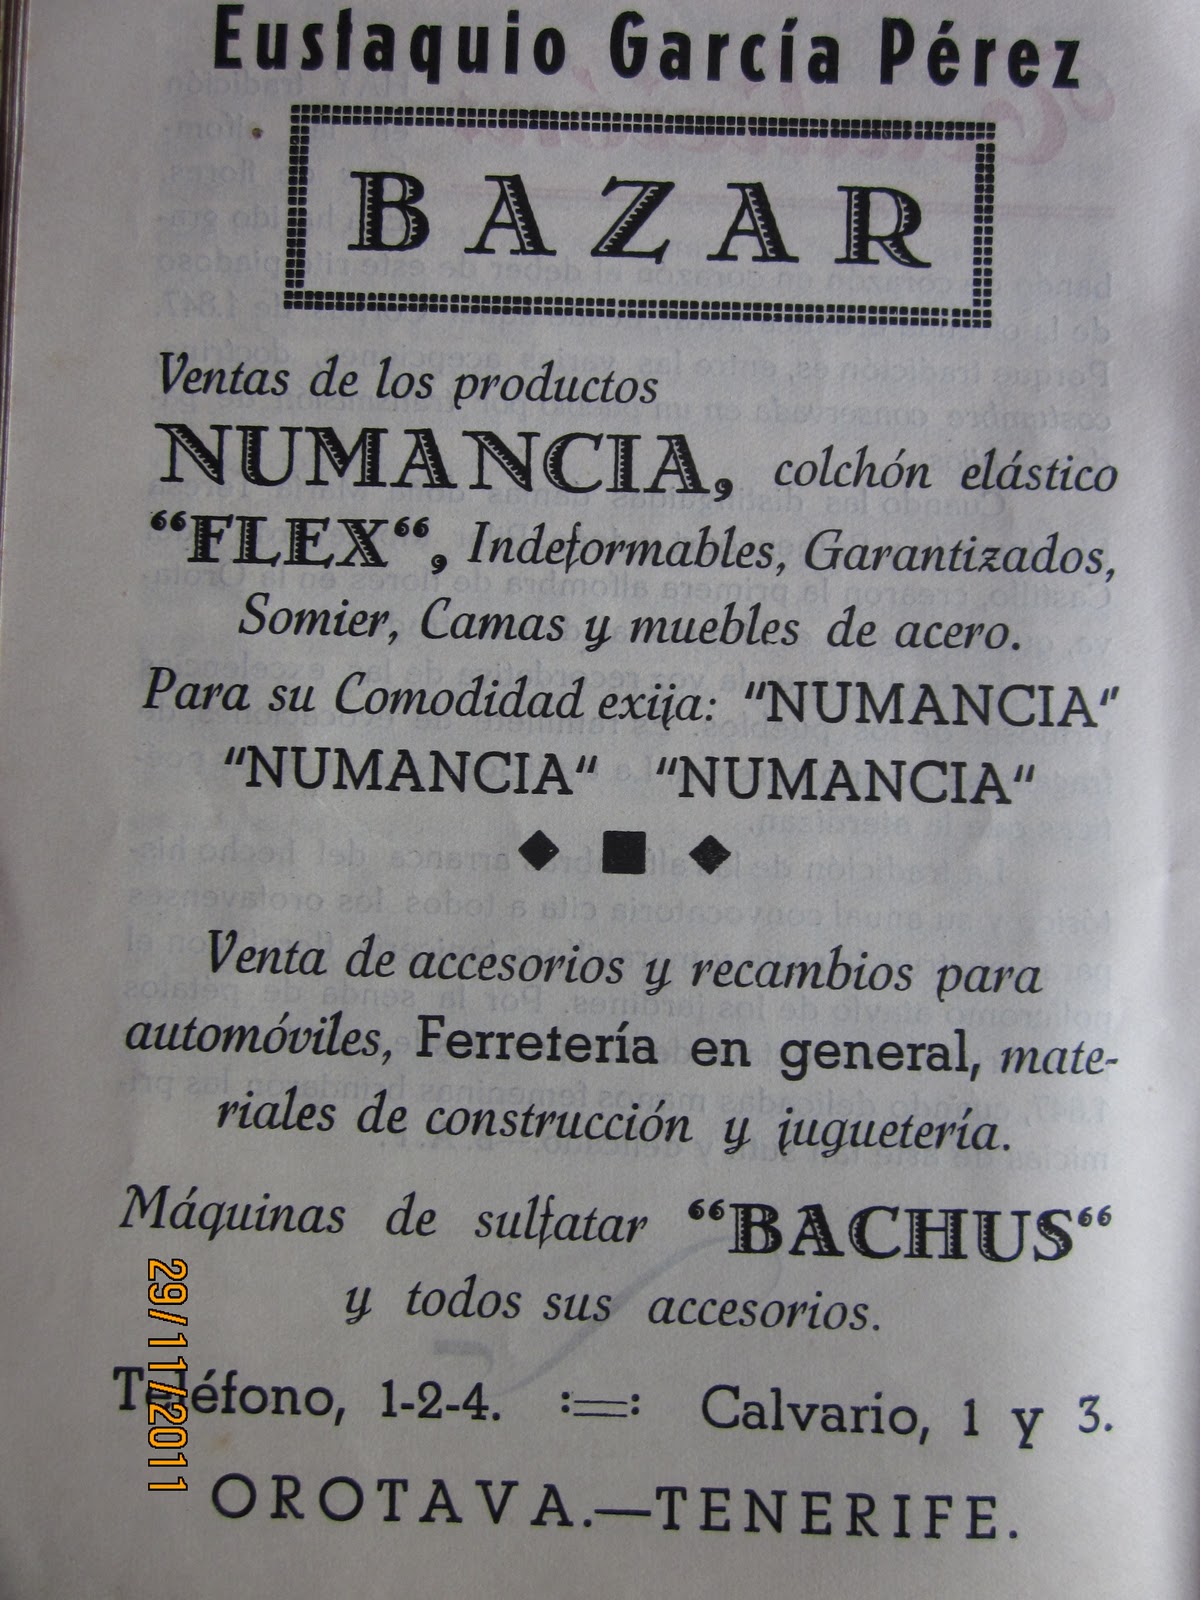 Eustaquio García Pérez
BAZAR
Ventas de los productos
NUMANCIA, colchón elástico
“FLEX“, Indeformables, Garantizados,
Somier, Camas y muebles de acero.
Para su Comodidad exija: “NUMANCIA“
“NUMANCIA“ “NUMANCIA“
Venta de accesorios y recambios para
automóviles, Ferretería en general, mate-
riales de construcción y juguetería.
Máquinas de sulfatar “BACHUS“
y todos sus accesorios.
Teléfono, 1-2-4. :=: Calvario, 1 y 3.
OROTAVA.—TENERIFE.
29/11/2011